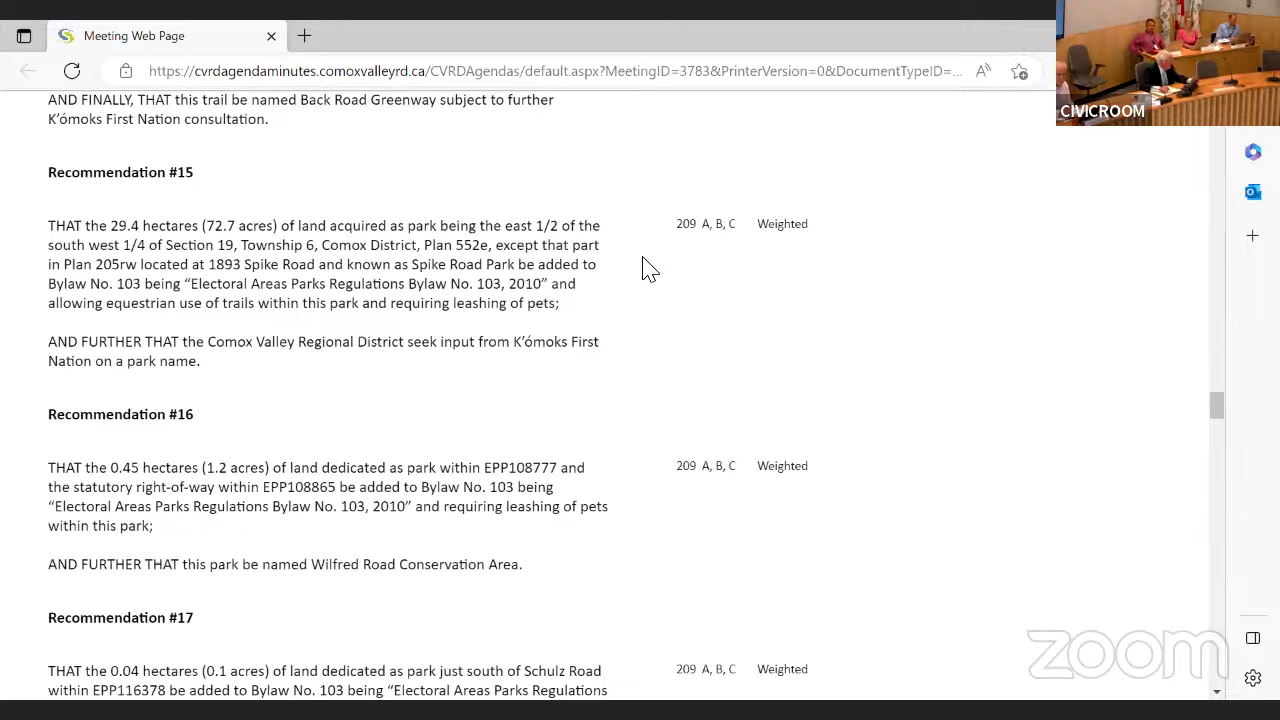 Meeting Web Page
https://cvrdagendaminutes.comoxvalleyrd.ca/CVRDAgendas/default.aspx?MeetingID=3783&PrinterVersion=0&DocumentTypeID=...
CIVICROOM
AND FINALLY, THAT this trail be named Back Road Greenway subject to further
K’ómoks First Nation consultation.
Recommendation #15
THAT the 29.4 hectares (72.7 acres) of land acquired as park being the east 1/2 of the 209 A, B, C Weighted
south west 1/4 of Section 19, Township 6, Comox District, Plan 552e, except that part
in Plan 205rw located at 1893 Spike Road and known as Spike Road Park be added to
Bylaw No. 103 being “Electoral Areas Parks Regulations Bylaw No. 103, 2010” and
allowing equestrian use of trails within this park and requiring leashing of pets;
AND FURTHER THAT the Comox Valley Regional District seek input from K’ómoks First
Nation on a park name.
Recommendation #16
THAT the 0.45 hectares (1.2 acres) of land dedicated as park within EPP108777 and 209 A, B, C Weighted
the statutory right-of-way within EPP108865 be added to Bylaw No. 103 being
“Electoral Areas Parks Regulations Bylaw No. 103, 2010” and requiring leashing of pets
within this park;
AND FURTHER THAT this park be named Wilfred Road Conservation Area.
Recommendation #17
THAT the 0.04 hectares (0.1 acres) of land dedicated as park just south of Schulz Road 209 A, B, C Weighted
within EPP116378 be added to Bylaw No. 103 being “Electoral Areas Parks Regulations
zoom